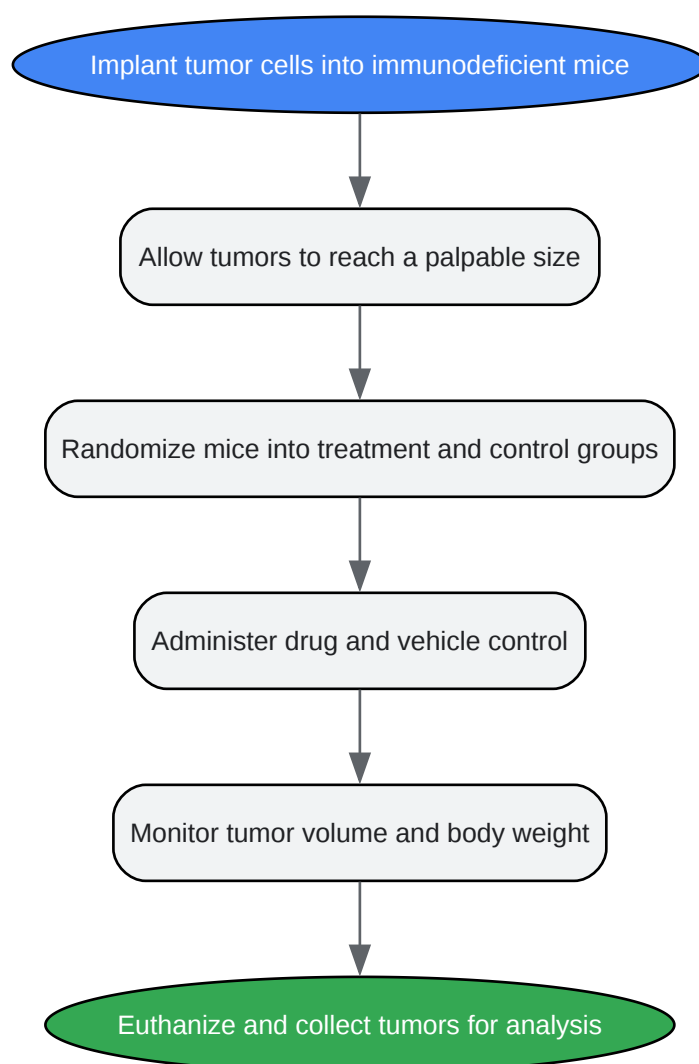 Implant tumor cells into immunodeficient mice
Allow tumors to reach a palpable size
Randomize mice into treatment and control groups
Administer drug and vehicle control
Monitor tumor volume and body weight
Euthanize and collect tumors for analysis